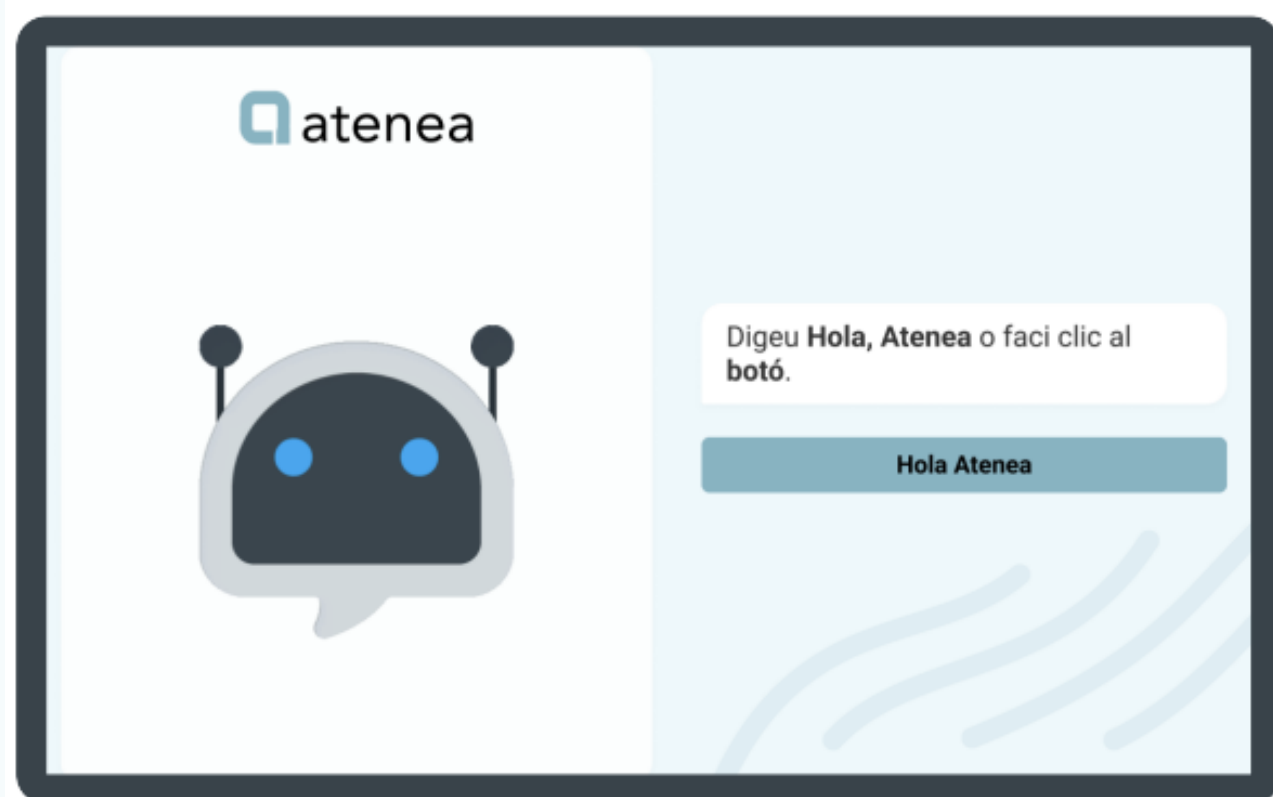 atenea
Digeu Hola, Atenea o faci clic al
botó.
Hola Atenea